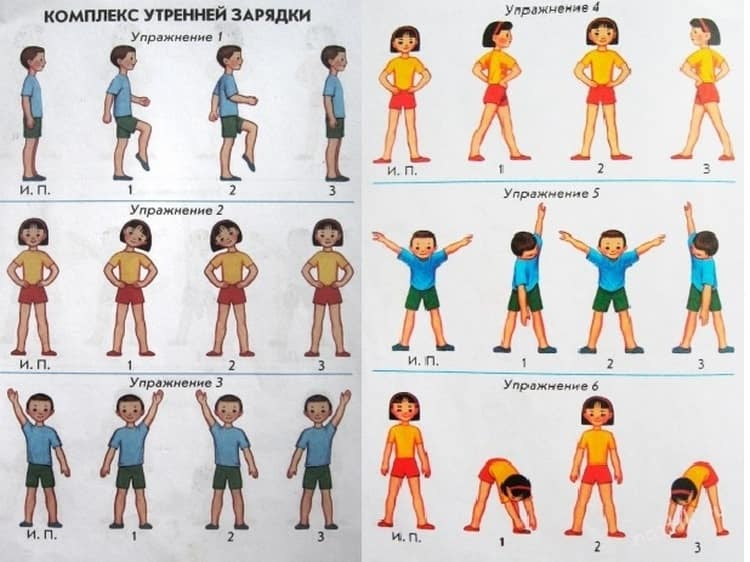 КОМПЛЕКС УТРЕННЕЙ ЗАРЯДКИ
Упражнение 1
И. П. 1 2 3
Упражнение 2
И. П. 1 2 3
Упражнение 3
И. П. 1 2 3
Упражнение 4
И. П. 1 2 3
Упражнение 5
И. П. 1 2 3
Упражнение 6
И. П. 1 2 3